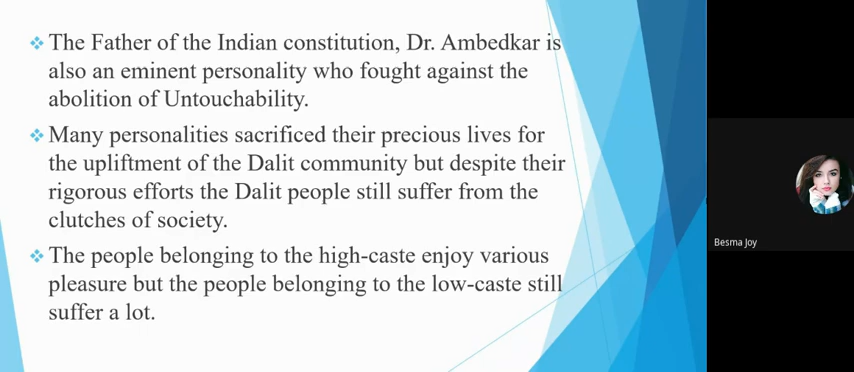 The Father of the Indian constitution, Dr. Ambedkar is
also an eminent personality who fought against the
abolition of Untouchability.
Many personalities sacrificed their precious lives for
the upliftment of the Dalit community but despite their
rigorous efforts the Dalit people still suffer from the
clutches of society.
The people belonging to the high-caste enjoy various
pleasure but the people belonging to the low-caste still
suffer a lot.
Besma Joy